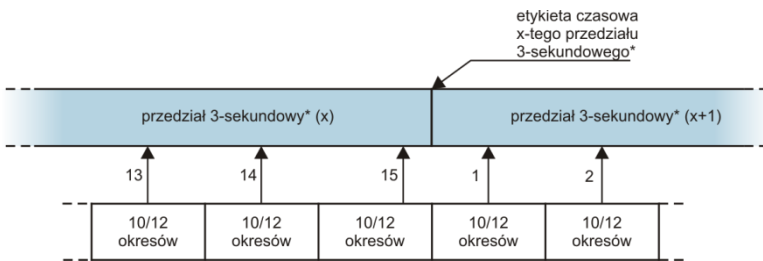 etykieta czasowa
x-tego przedziału
3-sekundowego*
przedział 3-sekundowy* (x)
przedział 3-sekundowy* (x+1)
13
14
15
1
2
10/12
okresów
10/12
okresów
10/12
okresów
10/12
okresów
10/12
okresów